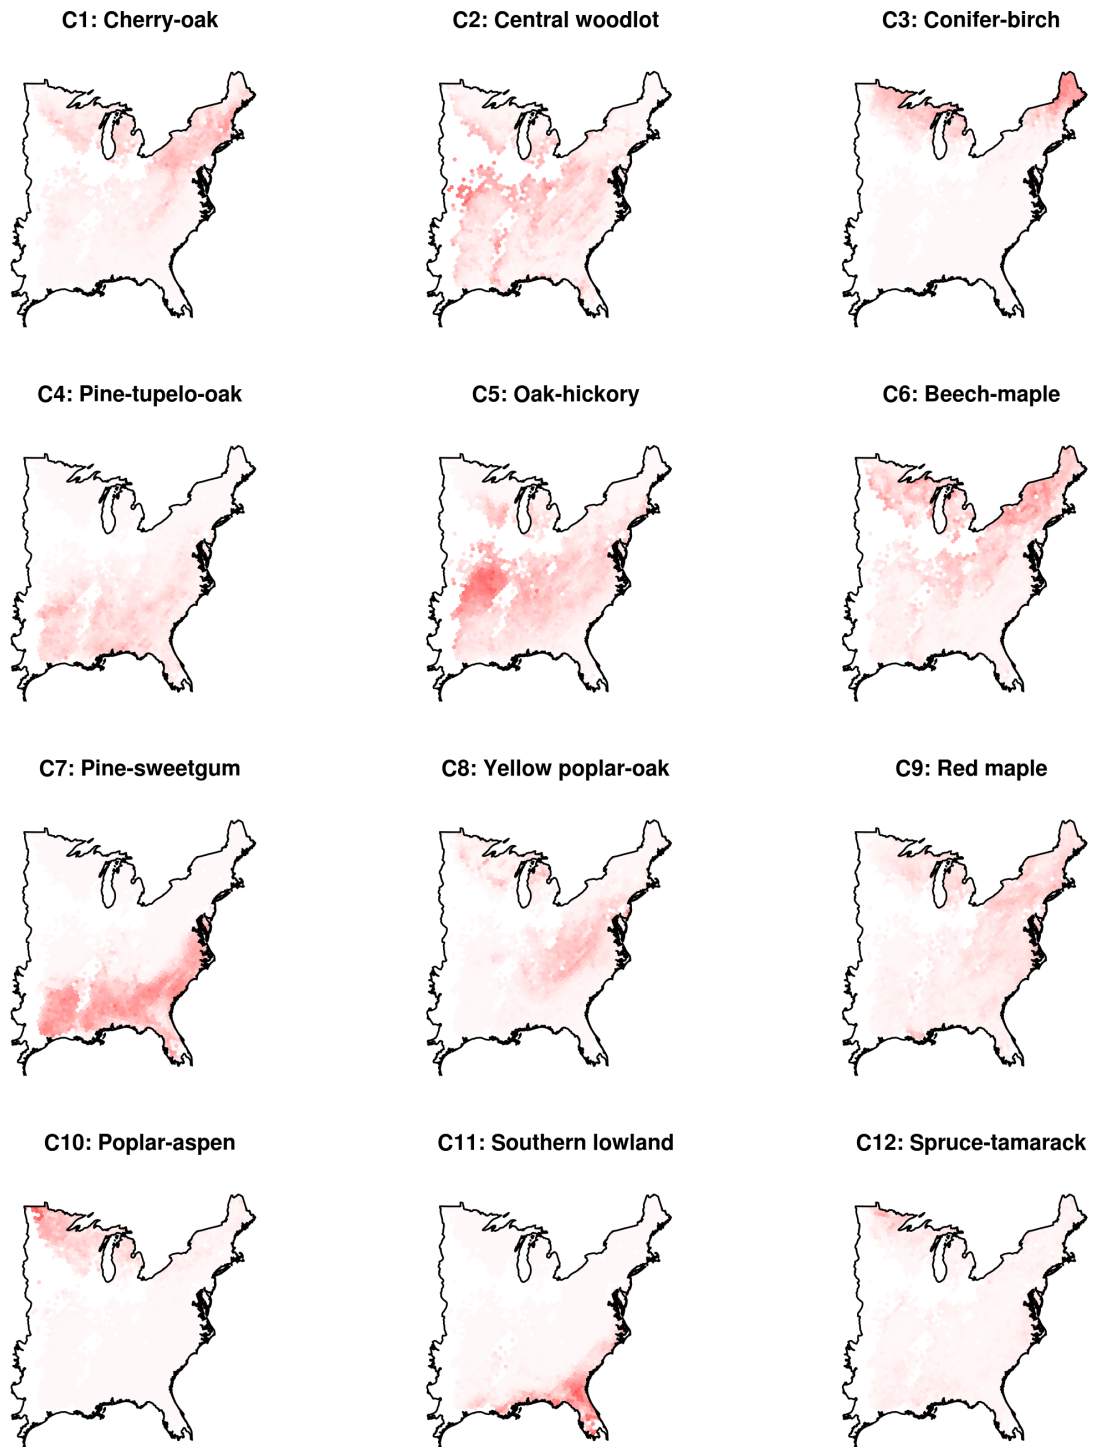 C1: Cherry-oak
C2: Central woodlot
C3: Conifer-birch
C4: Pine-tupelo-oak
C5: Oak-hickory
C6: Beech-maple
C7: Pine-sweetgum
C8: Yellow poplar-oak
C9: Red maple
C10: Poplar-aspen
C11: Southern lowland
C12: Spruce-tamarack